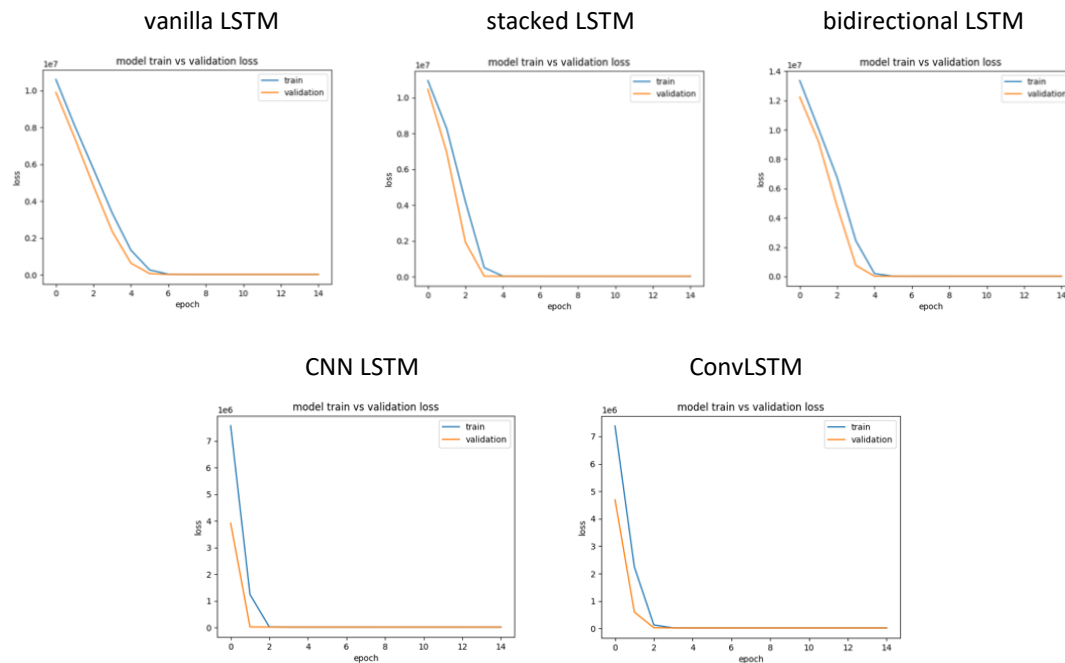 vanilla LSTM
stacked LSTM
bidirectional LSTM
model train vs validation loss
1e7
train
validation
1.0
0.8
0.6
0.4
0.2
0.0
loss
0 2 4 6 8 10 12 14
epoch
model train vs validation loss
1e7
train
validation
1.0
0.8
0.6
0.4
0.2
0.0
loss
0 2 4 6 8 10 12 14
epoch
model train vs validation loss
1e7
train
validation
1.4
1.2
1.0
0.8
0.6
0.4
0.2
0.0
loss
0 2 4 6 8 10 12 14
epoch
CNN LSTM
ConvLSTM
model train vs validation loss
1e6
train
validation
7
6
5
4
3
2
1
0
loss
0 2 4 6 8 10 12 14
epoch
model train vs validation loss
1e6
train
validation
7
6
5
4
3
2
1
0
loss
0 2 4 6 8 10 12 14
epoch